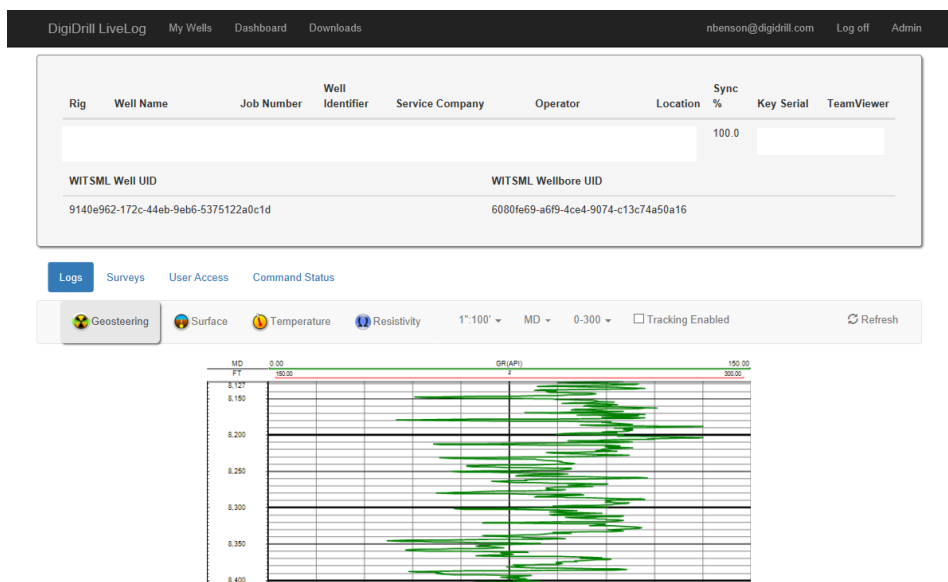 DigiDrill LiveLog My Wells Dashboard Downloads nbenson@digidrill.com Log off Admin
Rig Well Name Job Number Well Identifier Service Company Operator Location Sync % Key Serial TeamViewer
100.0
WITSML Well UID WITSML Wellbore UID
9140e962-172c-44eb-9eb6-5375122a0c1d 6080fe69-a6f9-4ce4-9074-c13c74a50a16
Logs Surveys User Access Command Status
Geosteering Surface Temperature Resistivity 1":100' MD 0-300 Tracking Enabled Refresh
MD 0.00 GR(API) 150.00
FT 150.00 300.00
8,127
8,150
8,200
8,250
8,300
8,350
8,400